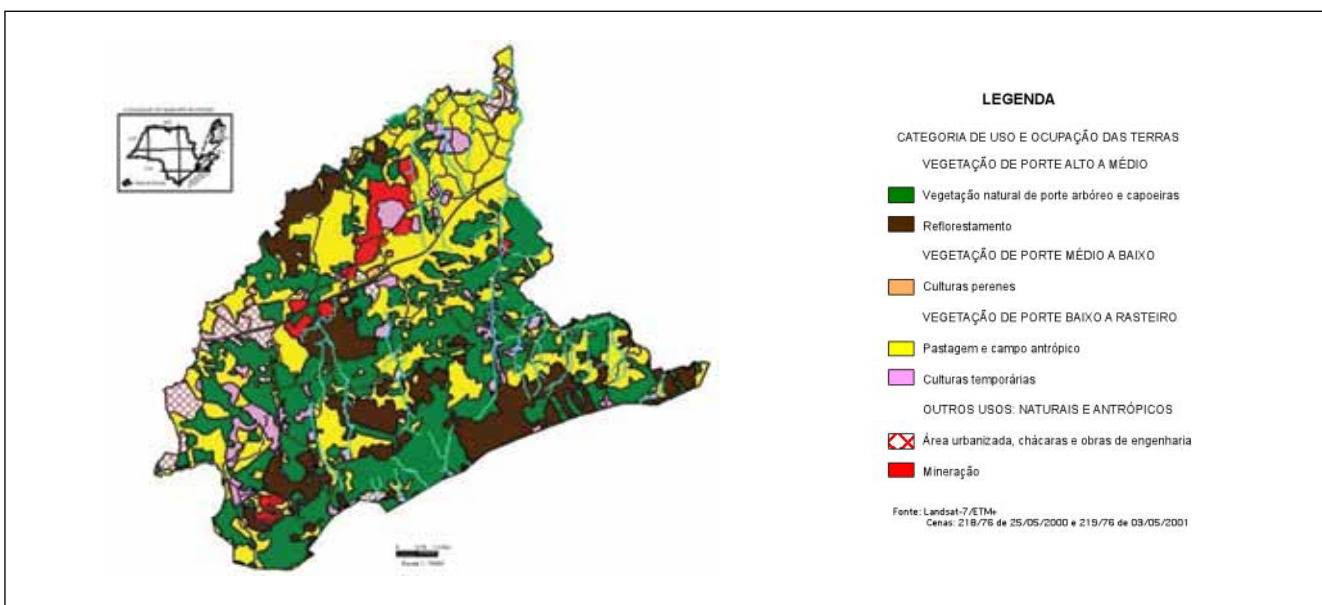 LEGENDA
CATEGORIA DE USO E OCUPAÇÃO DAS TERRAS
VEGETAÇÃO DE PORTE ALTO A MÉDIO
Vegetação natural de porte arbóreo e capoeiras
Reflorestamento
VEGETAÇÃO DE PORTE MÉDIO A BAIXO
Culturas perenes
VEGETAÇÃO DE PORTE BAIXO A RASTEIRO
Pastagem e campo antrópico
Culturas temporárias
OUTROS USOS: NATURAIS E ANTRÓPICOS
Área urbanizada, chácaras e obras de engenharia
Mineração
Fonte: Landsat-7/ETM+
Cenas: 218/76 de 25/05/2000 e 219/76 de 03/05/2001